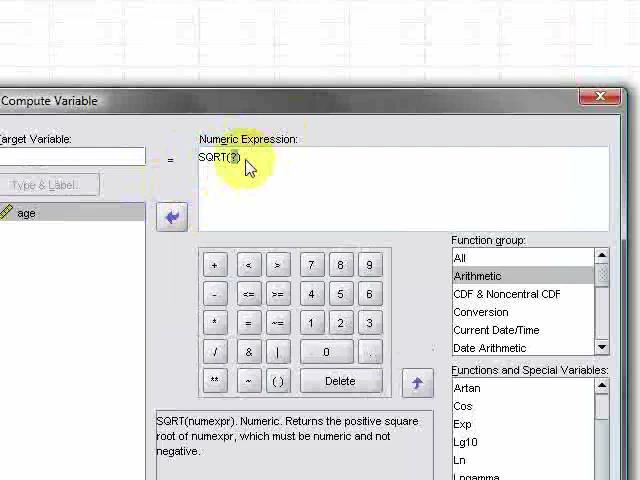 Compute Variable
Target Variable:
Numeric Expression:
=
SQRT(?)
Type & Label...
age
Function group:
All
Arithmetic
CDF & Noncentral CDF
Conversion
Current Date/Time
Date Arithmetic
+ < > 7 8 9
- <= >= 4 5 6
* = ~= 1 2 3
/ & | 0 .
** ~ ( ) Delete
Functions and Special Variables:
Artan
Cos
Exp
Lg10
Ln
Lngamma
SQRT(numexpr). Numeric. Returns the positive square
root of numexpr, which must be numeric and not
negative.